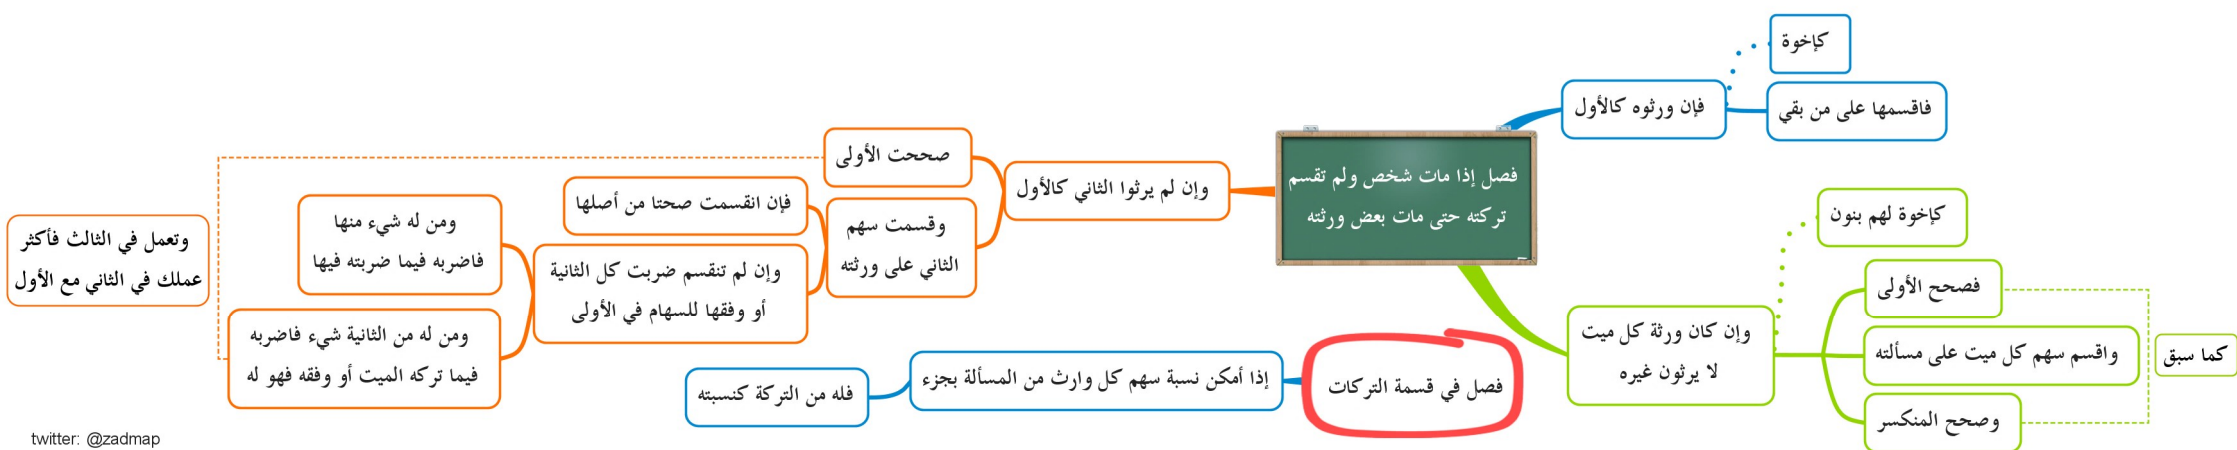 فصل إذا مات شخص ولم تقسم
تركته حتى مات بعض ورثته
فإن ورثوه كالأول
كإخوة
فاقسمها على من بقي
وإن كان ورثة كل ميت
لا يرثون غيره
كإخوة لهم بنون
فصحح الأولى
واقسم سهم كل ميت على مسألته
وصحح المنكسر
كما سبق
وإن لم يرثوا الثاني كالأول
صححت الأولى
وقسمت سهم
الثاني على ورثته
فإن انقسمت صحتا من أصلها
وإن لم تنقسم ضربت كل الثانية
أو وفقها للسهام في الأولى
ومن له شيء منها
فاضربه فيما ضربته فيها
ومن له من الثانية شيء فاضربه
فيما تركه الميت أو وفقه فهو له
وتعمل في الثالث فأكثر
عملك في الثاني مع الأول
فصل في قسمة التركات
إذا أمكن نسبة سهم كل وارث من المسألة بجزء
فله من التركة كنسبته
twitter: @zadmap